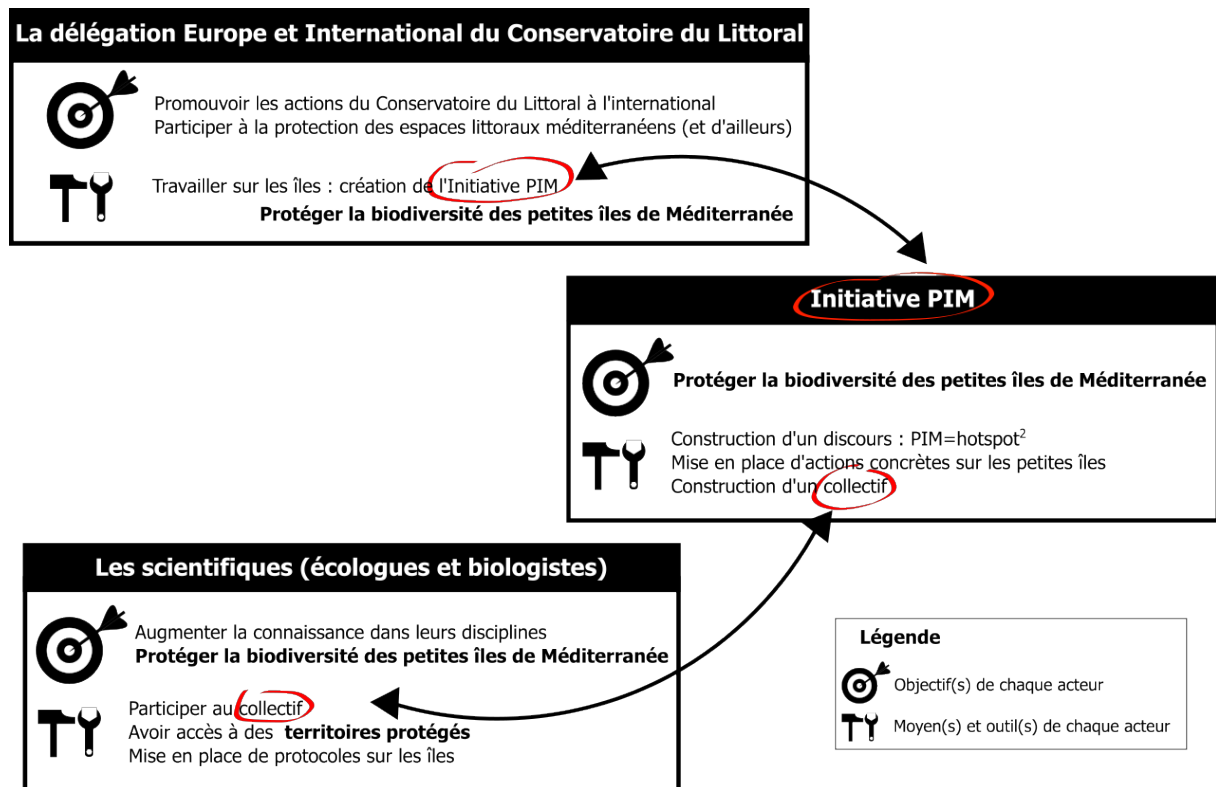 La délégation Europe et International du Conservatoire du Littoral
Promouvoir les actions du Conservatoire du Littoral à l'international
Participer à la protection des espaces littoraux méditerranéens (et d'ailleurs)
Travailler sur les îles : création de l'Initiative PIM
Protéger la biodiversité des petites îles de Méditerranée
Initiative PIM
Protéger la biodiversité des petites îles de Méditerranée
Construction d'un discours : PIM=hotspot²
Mise en place d'actions concrètes sur les petites îles
Construction d'un collectif
Les scientifiques (écologues et biologistes)
Augmenter la connaissance dans leurs disciplines
Protéger la biodiversité des petites îles de Méditerranée
Participer au collectif
Avoir accès à des territoires protégés
Mise en place de protocoles sur les îles
Légende
Objectif(s) de chaque acteur
Moyen(s) et outil(s) de chaque acteur